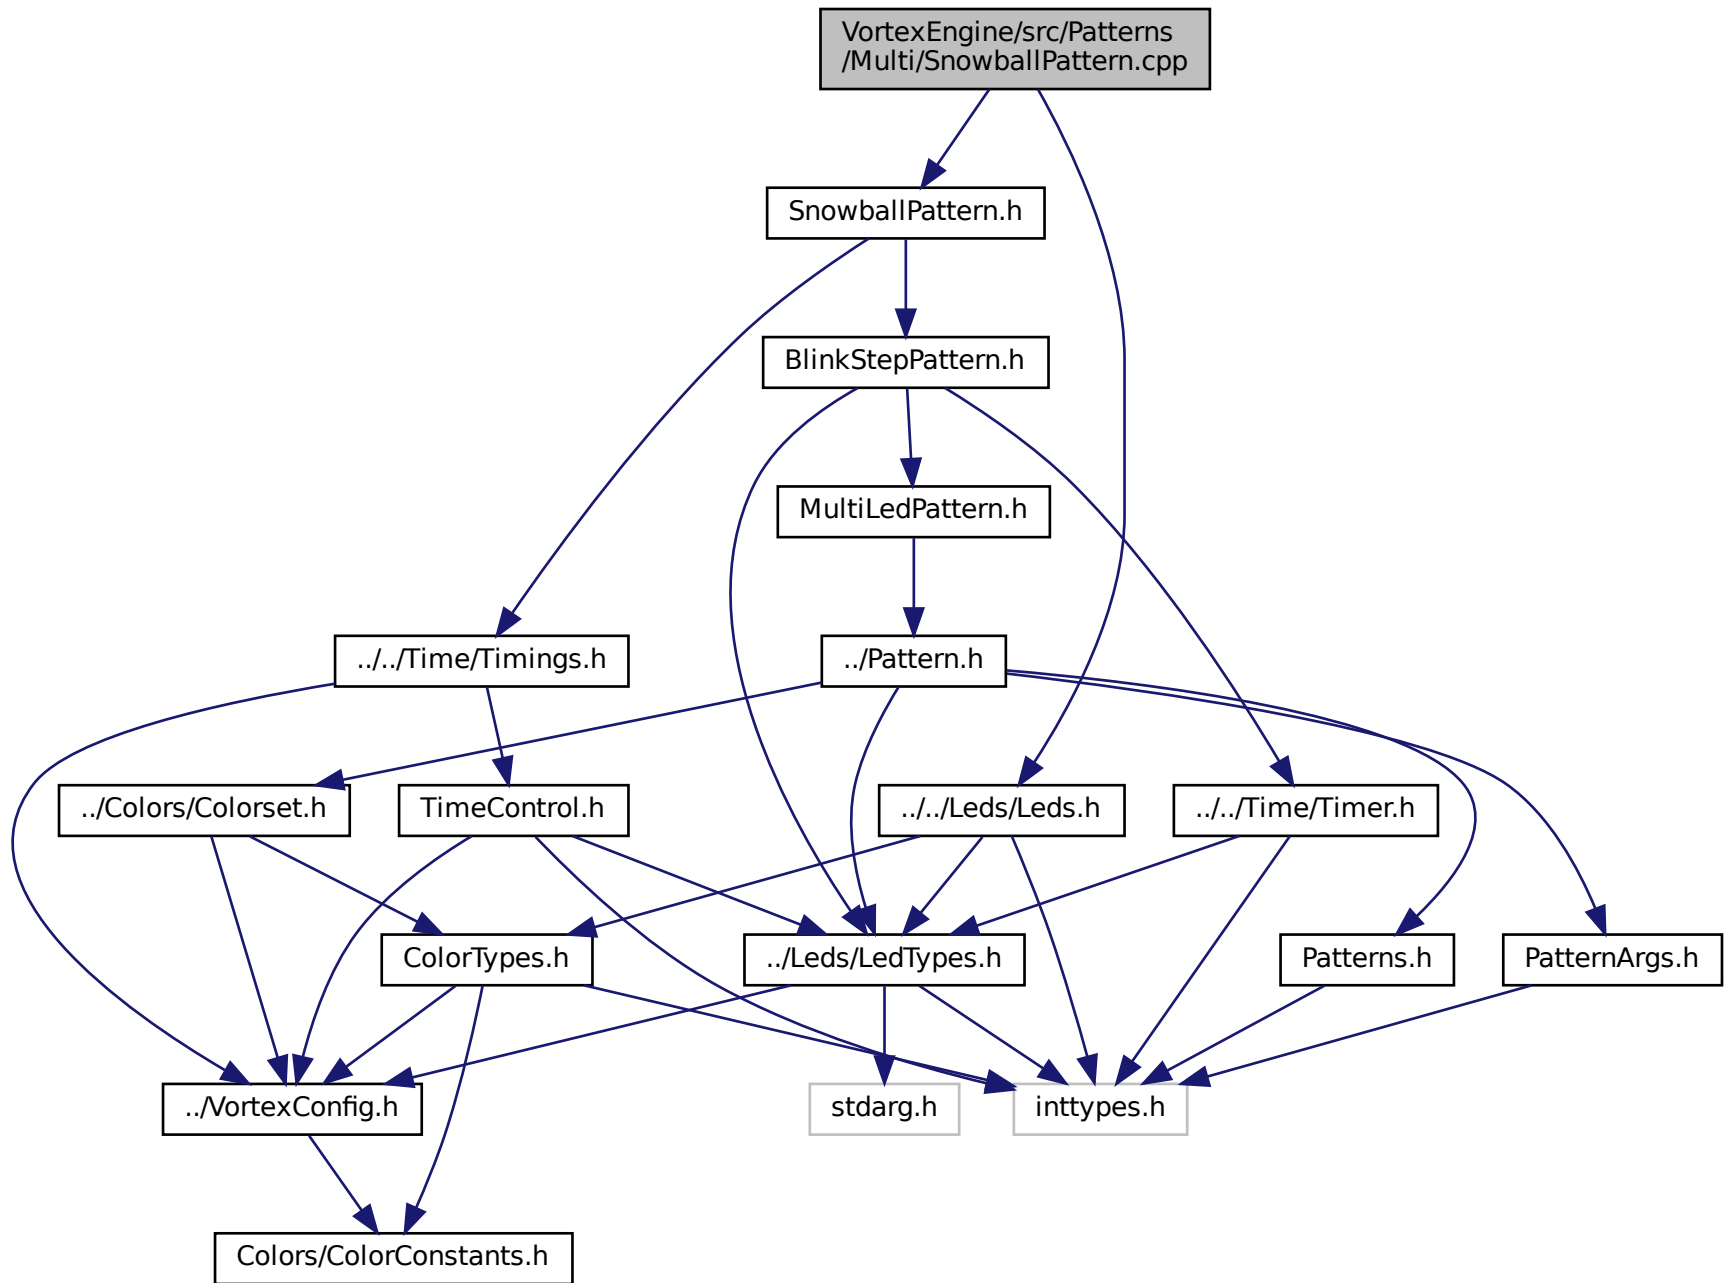 VortexEngine/src/Patterns
/Multi/SnowballPattern.cpp
SnowballPattern.h
BlinkStepPattern.h
MultiLedPattern.h
../../Time/Timings.h
../Pattern.h
../Colors/Colorset.h
TimeControl.h
../../Leds/Leds.h
../../Time/Timer.h
ColorTypes.h
../Leds/LedTypes.h
Patterns.h
PatternArgs.h
../VortexConfig.h
stdarg.h
inttypes.h
Colors/ColorConstants.h